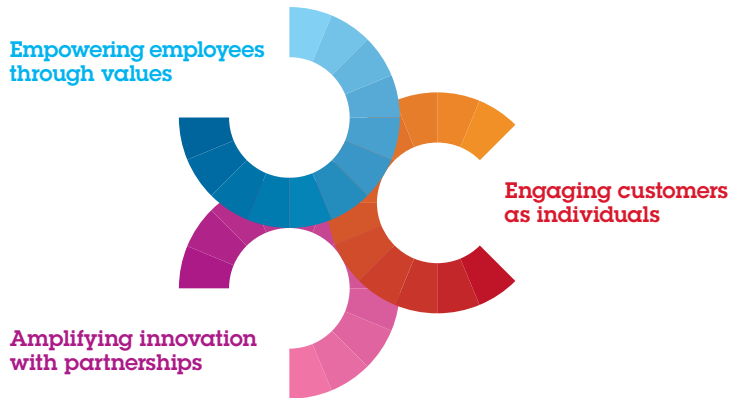 Empowering employees
through values
Engaging customers
as individuals
Amplifying innovation
with partnerships